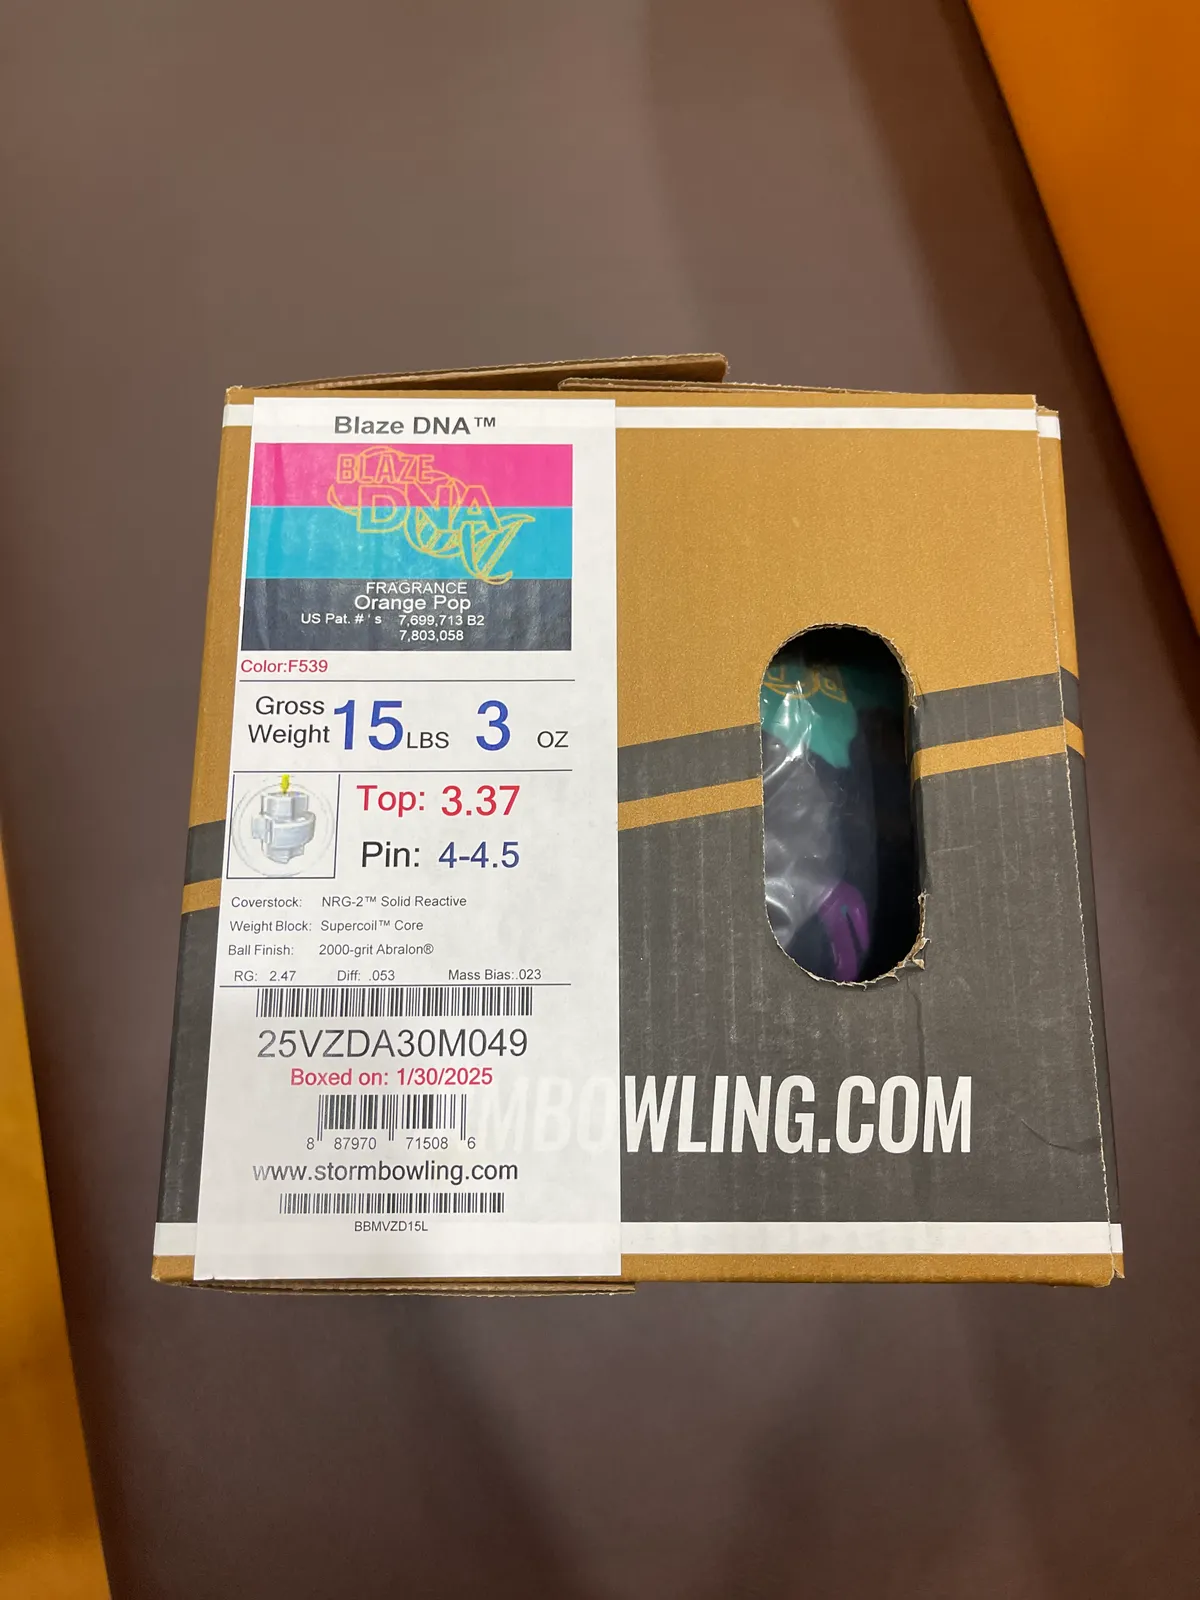 Blaze DNA™
BLAZE
DNA
FRAGRANCE
Orange Pop
US Pat. # ' s 7,699,713 B2
7,803,058
Color:F539
Gross Weight 15 LBS 3 OZ
Top: 3.37
Pin: 4-4.5
Coverstock: NRG-2™ Solid Reactive
Weight Block: Supercoil™ Core
Ball Finish: 2000-grit Abralon®
RG: 2.47 Diff: .053 Mass Bias:.023
25VZDA30M049
Boxed on: 1/30/2025
8 87970 71508 6
www.stormbowling.com
BBMVZD15L
MBOWLING.COM